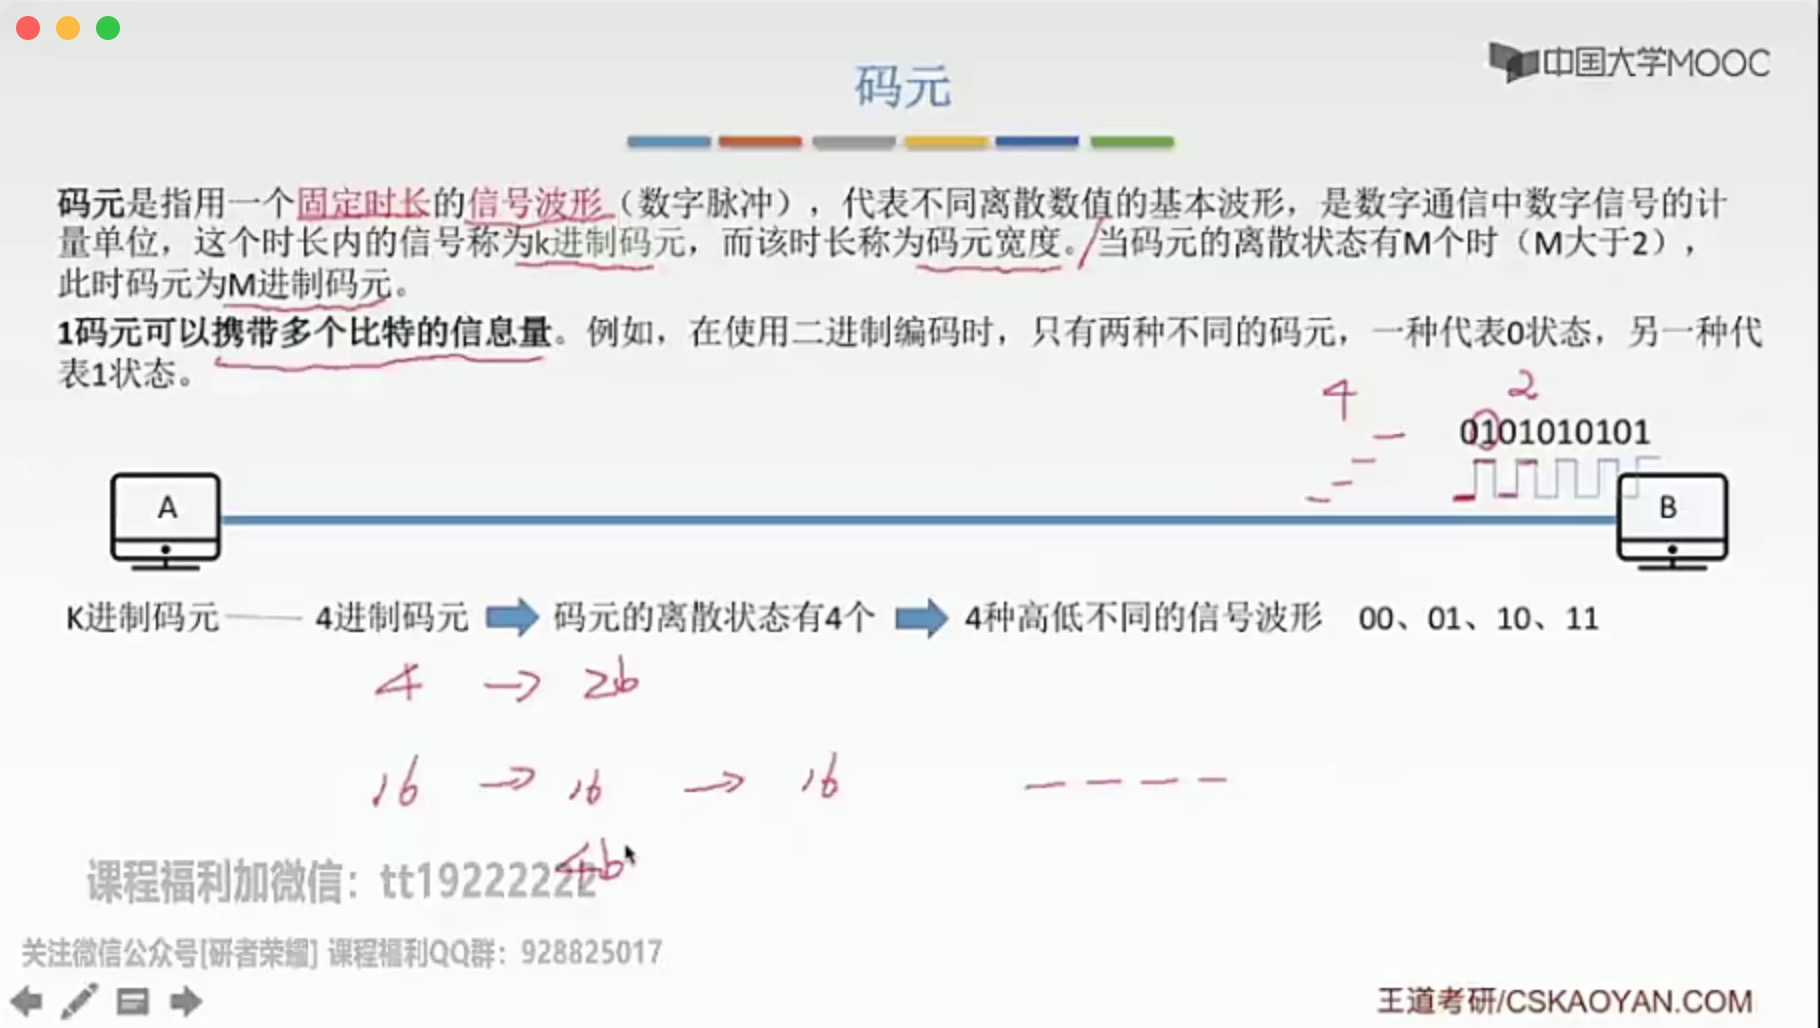 中国大学MOOC
码元
码元是指用一个固定时长的信号波形（数字脉冲），代表不同离散数值的基本波形，是数字通信中数字信号的计
量单位，这个时长内的信号称为k进制码元，而该时长称为码元宽度。当码元的离散状态有M个时（M大于2），
此时码元为M进制码元。
1码元可以携带多个比特的信息量。例如，在使用二进制编码时，只有两种不同的码元，一种代表0状态，另一种代
表1状态。
4 2
0101010101
A B
K进制码元 4进制码元 码元的离散状态有4个 4种高低不同的信号波形 00、01、10、11
4 → 2b
16 → 16 → 16
4b
课程福利加微信：tt19222222
关注微信公众号[研者荣耀] 课程福利QQ群：928825017
王道考研/CSKAOYAN.COM